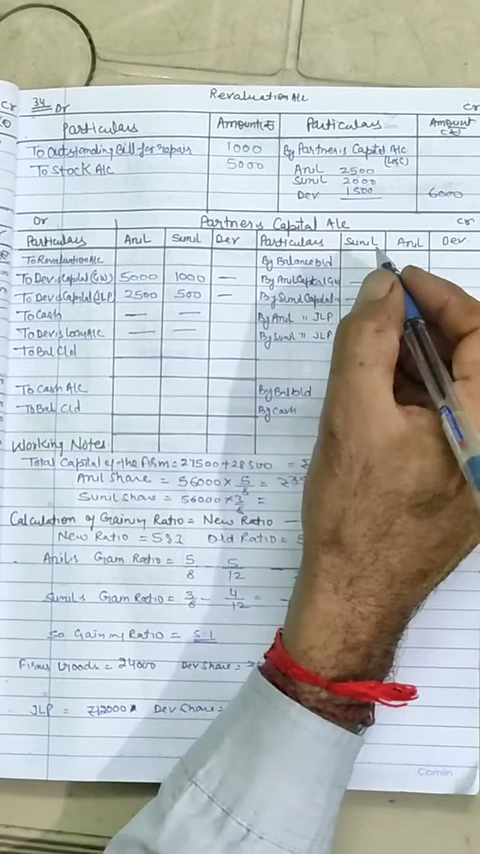 Revaluation A/c
34 Dr Cr
Particulars Amount(₹) Particulars Amount (₹)
To Outstanding Bill for repair 1000 By Partners Capital A/c
To Stock A/c 5000 (Loss)
Anil 2500
Sunil 2000
Dev 1500 6000
Dr Partners Capital A/c Cr
Particulars Anil Sunil Dev Particulars Sunil Anil Dev
To Revaluation A/c By Balance b/d
To Dev's Capital (GW) 5000 1000 — By Anil Capital GW —
To Dev's Capital (JLP) 2500 500 — By Sunil Capital —
To Cash — — By Anil " JLP
To Dev's Loan A/c — — By Sunil " JLP
To Bal C/d
To Cash A/c By Bal b/d
To Bal C/d By Cash
Working Notes
Total Capital of the Firm = 27500+28500 =
Anil Share = 56000 × 5/8 =
Sunil Share = 56000 × 3/8 =
Calculation of Gaining Ratio = New Ratio —
New Ratio = 5:3 Old Ratio = 5
Anil's Gain Ratio = 5/8 - 5/12
Sunil's Gain Ratio = 3/8 - 4/12 =
So Gaining Ratio = 5:1
Firms Goods = 24000 Dev Share =
JLP = ₹12000 Dev Share =
Camlin